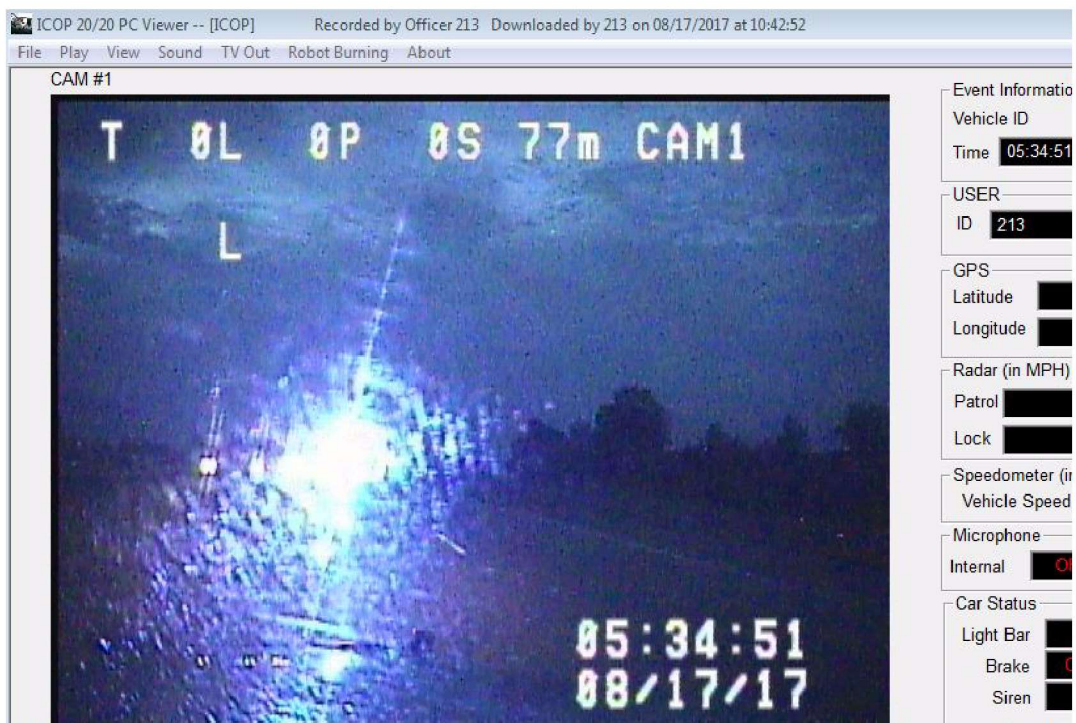 ICOP 20/20 PC Viewer -- [ICOP] Recorded by Officer 213 Downloaded by 213 on 08/17/2017 at 10:42:52
File Play View Sound TV Out Robot Burning About
CAM #1
T 0L 0P 0S 77m CAM1
L
05:34:51
08/17/17
Event Informatio
Vehicle ID
Time 05:34:51
USER
ID 213
GPS
Latitude
Longitude
Radar (in MPH)
Patrol
Lock
Speedometer (i
Vehicle Speed
Microphone
Internal O
Car Status
Light Bar
Brake
Siren